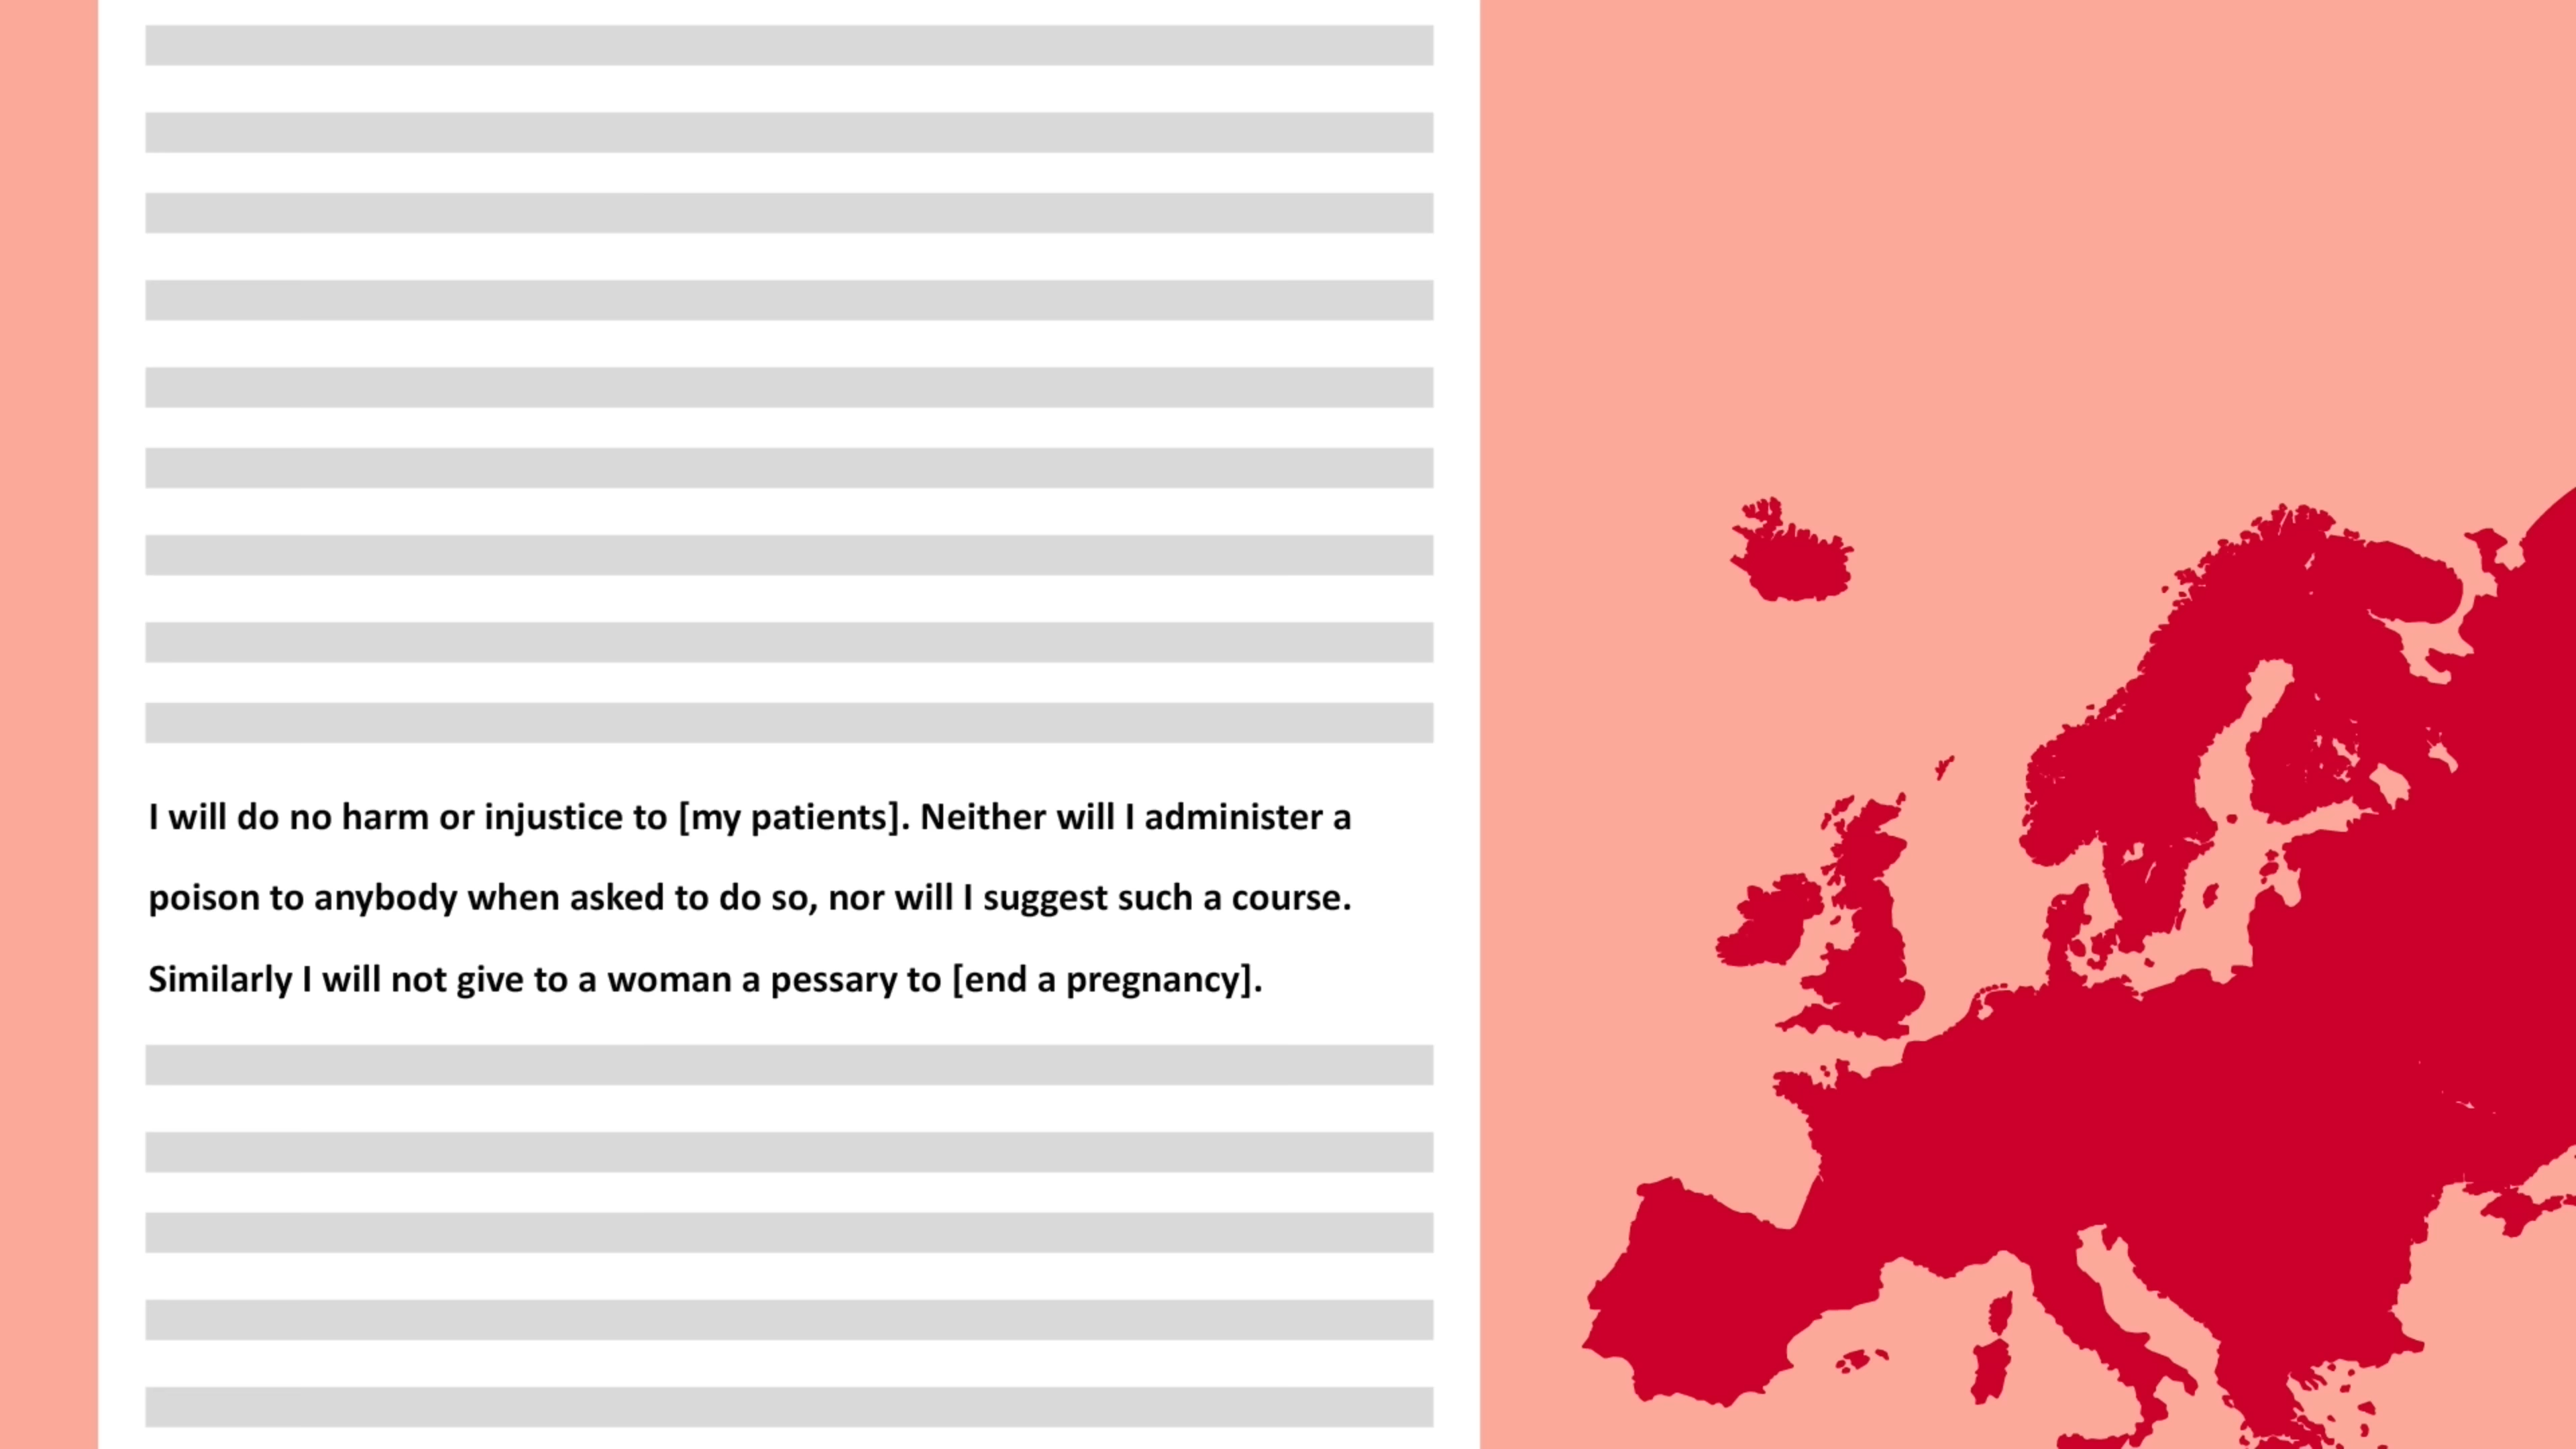 I will do no harm or injustice to [my patients]. Neither will I administer a
poison to anybody when asked to do so, nor will I suggest such a course.
Similarly I will not give to a woman a pessary to [end a pregnancy].